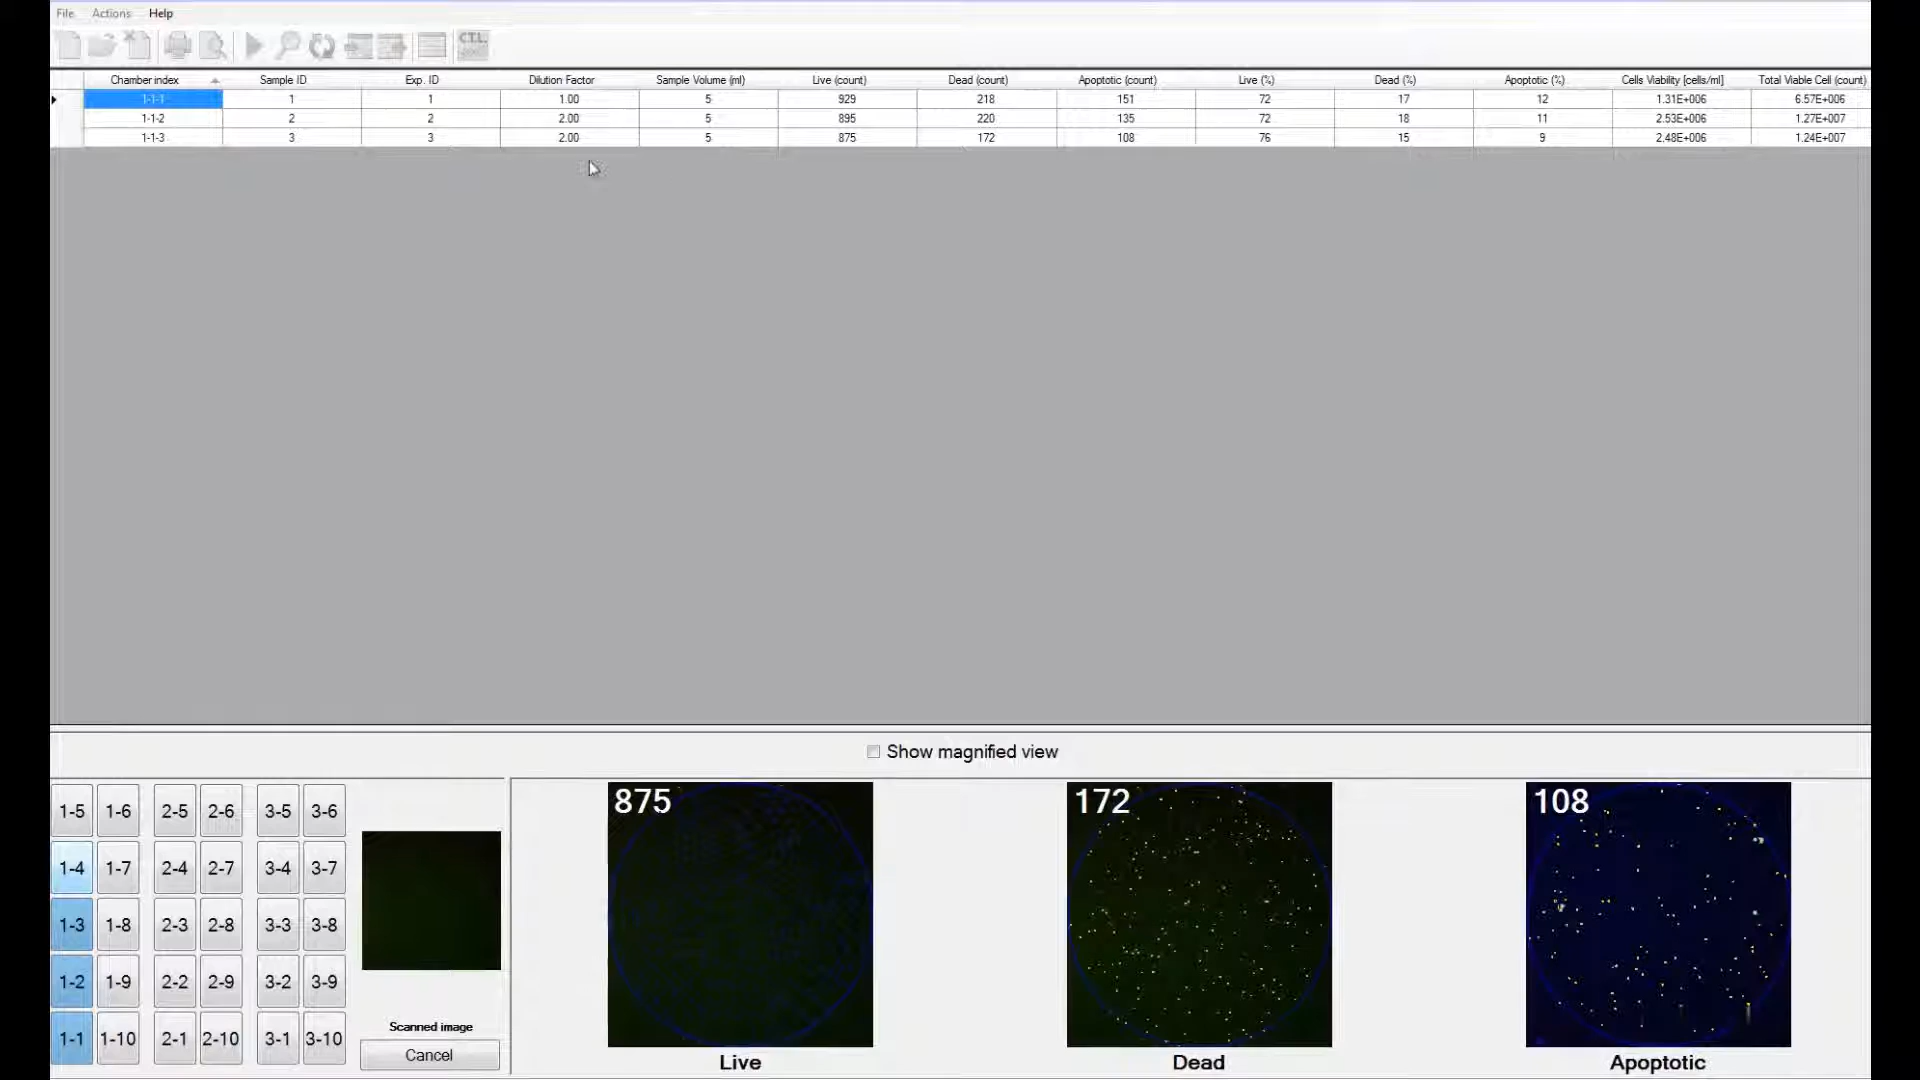 File Actions Help
CTL
Chamber index Sample ID Exp. ID Dilution Factor Sample Volume (ml) Live (count) Dead (count) Apoptotic (count) Live (%) Dead (%) Apoptotic (%) Cells Viability [cells/ml] Total Viable Cell (count)
1-1-1 1 1 1.00 5 929 218 151 72 17 12 1.31E+006 6.57E+006
1-1-2 2 2 2.00 5 895 220 135 72 18 11 2.53E+006 1.27E+007
1-1-3 3 3 2.00 5 875 172 108 76 15 9 2.48E+006 1.24E+007
Show magnified view
1-5 1-6 2-5 2-6 3-5 3-6
1-4 1-7 2-4 2-7 3-4 3-7
1-3 1-8 2-3 2-8 3-3 3-8
1-2 1-9 2-2 2-9 3-2 3-9
1-1 1-10 2-1 2-10 3-1 3-10
Scanned image
Cancel
875
Live
172
Dead
108
Apoptotic